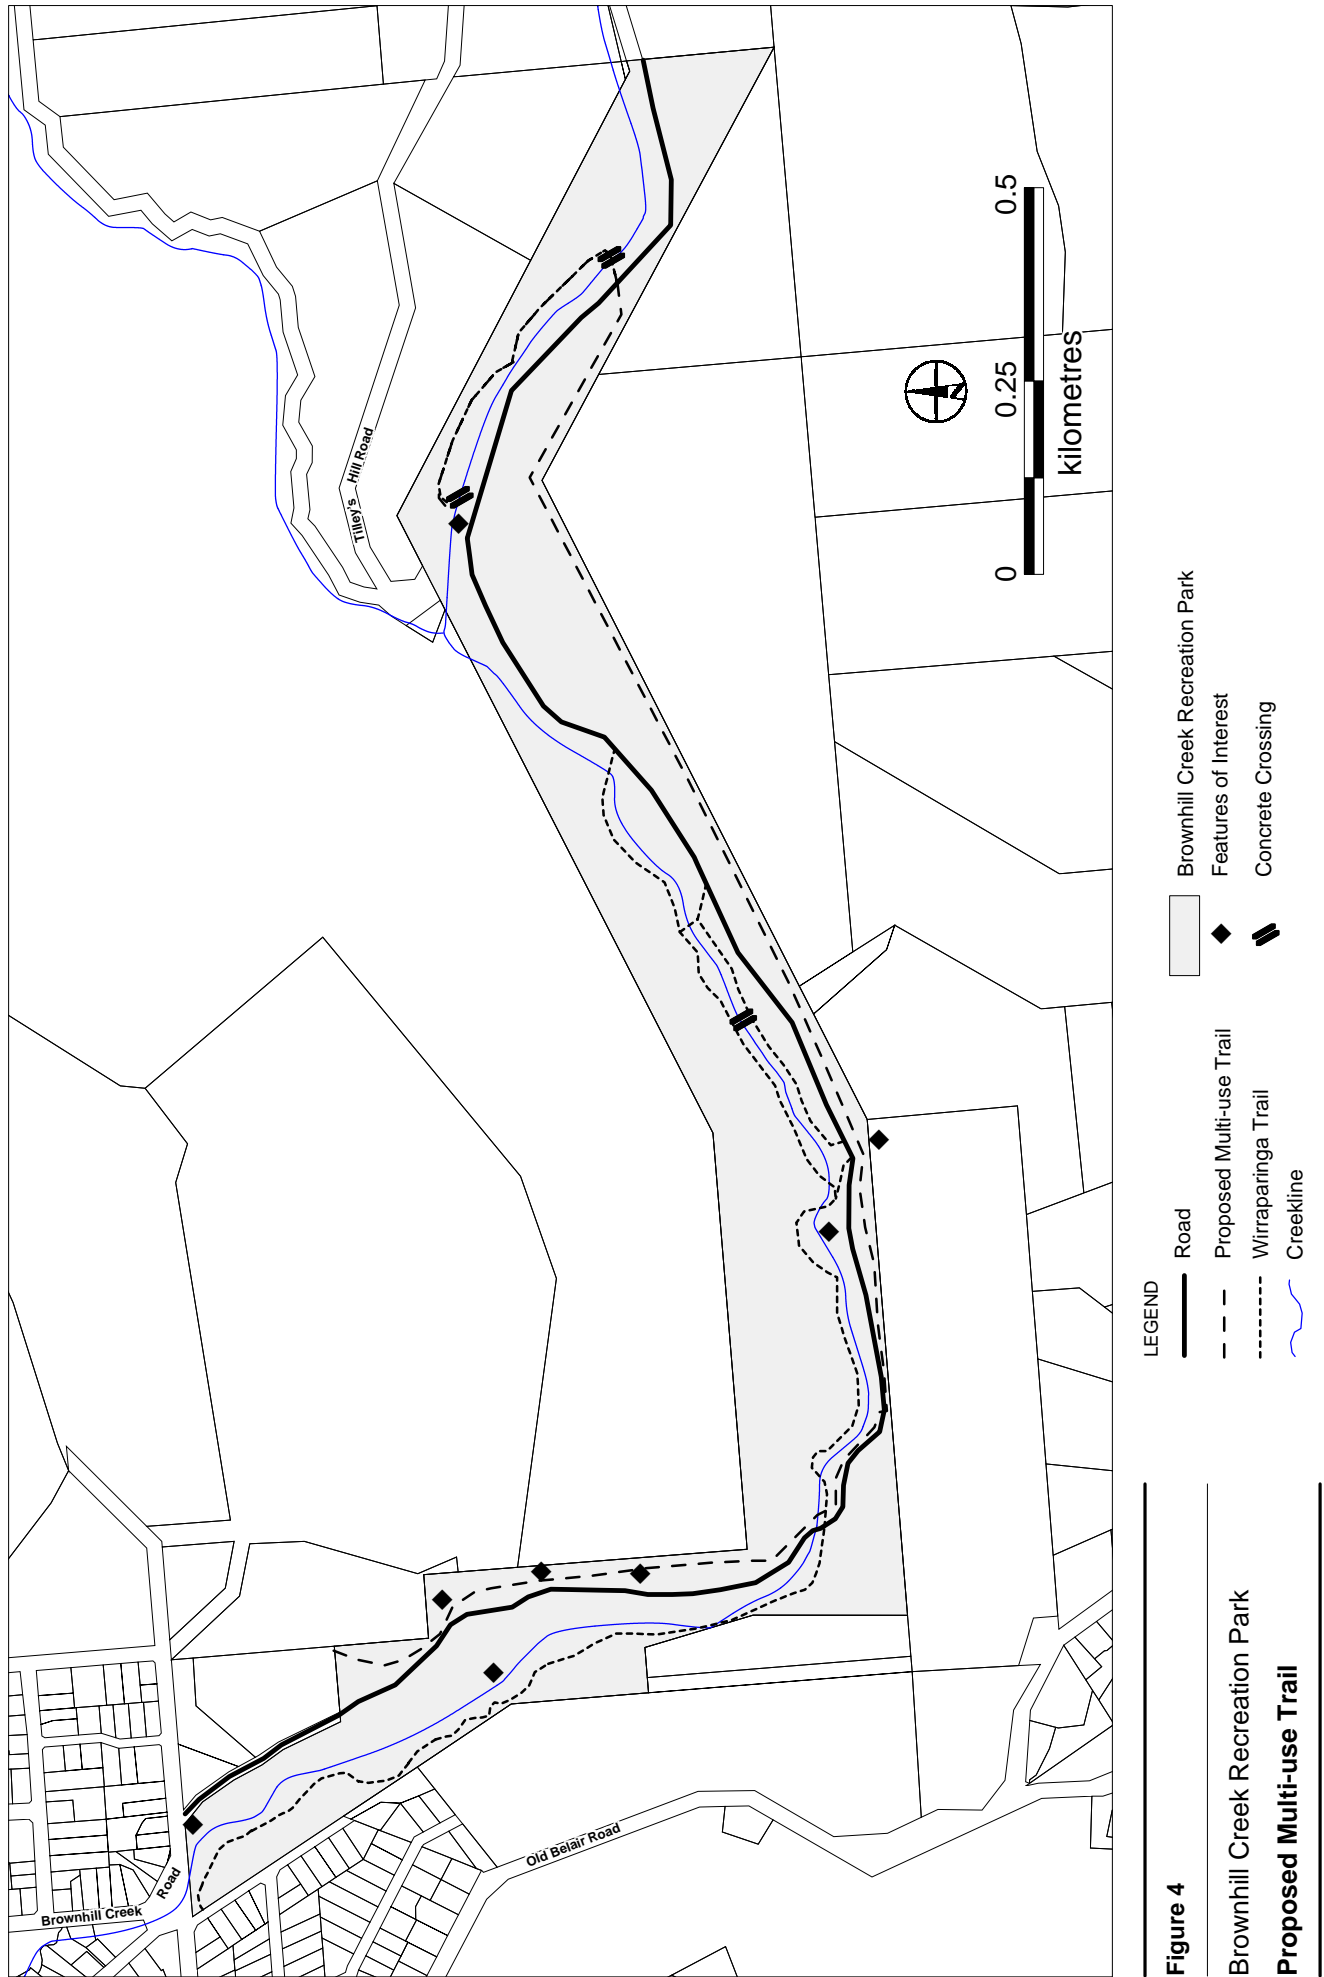 Tilley's Hill Road
Brownhill Creek Road
Old Belair Road
N
0 0.25 0.5
kilometres
LEGEND
Road
Proposed Multi-use Trail
Wirraparinga Trail
Creekline
Brownhill Creek Recreation Park
Features of Interest
Concrete Crossing
Figure 4
Brownhill Creek Recreation Park
Proposed Multi-use Trail